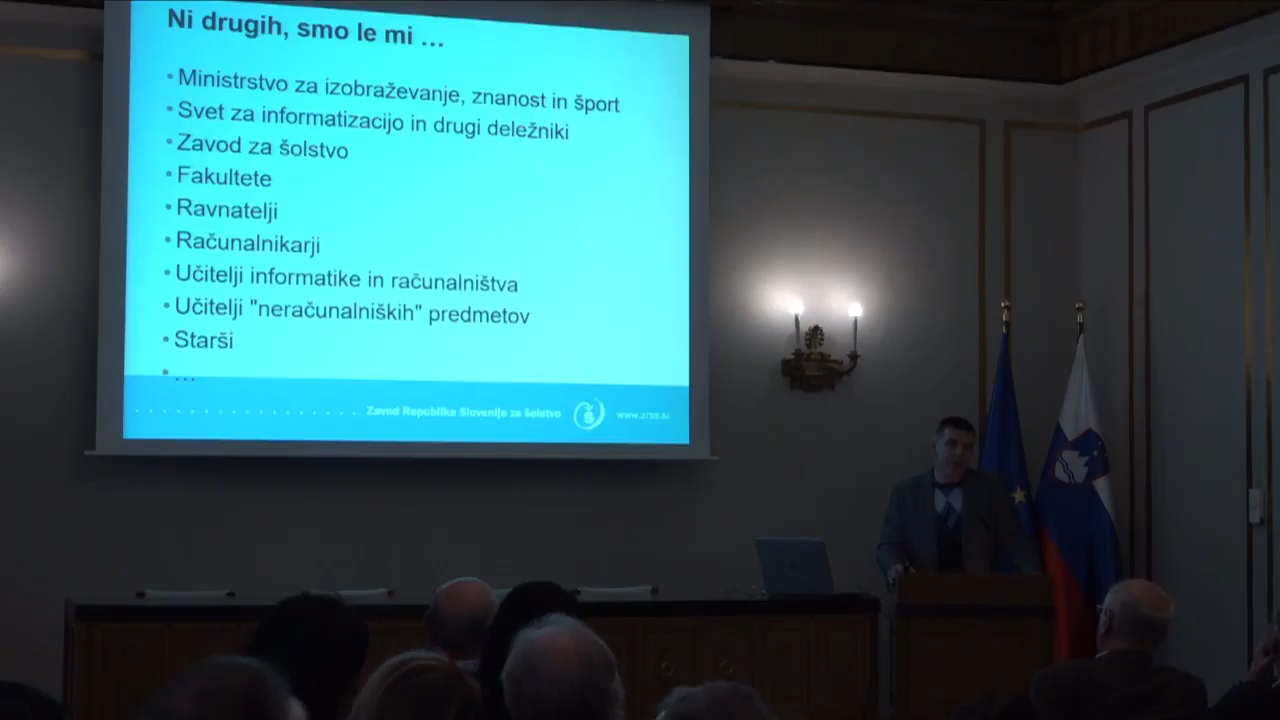 Ni drugih, smo le mi ...
• Ministrstvo za izobraževanje, znanost in šport
• Svet za informatizacijo in drugi deležniki
• Zavod za šolstvo
• Fakultete
• Ravnatelji
• Računalnikarji
• Učitelji informatike in računalništva
• Učitelji "neračunalniških" predmetov
• Starši
• ...
Zavod Republike Slovenije za šolstvo
www.zrss.si